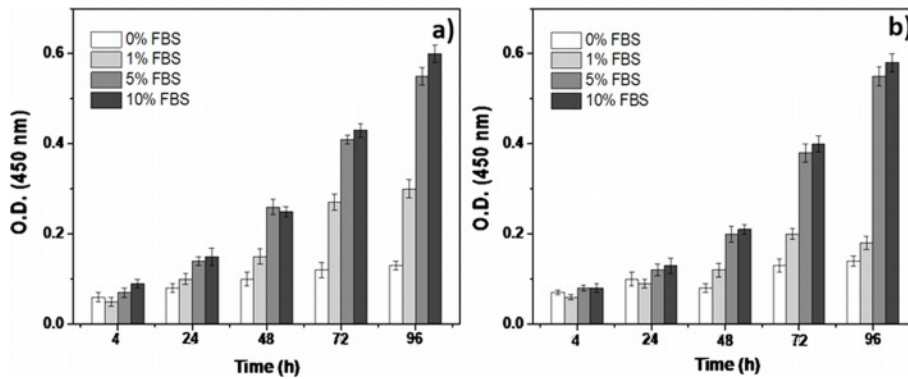 a)
0% FBS
1% FBS
5% FBS
10% FBS
0.6
0.4
0.2
0.0
O.D. (450 nm)
4 24 48 72 96
Time (h)
b)
0% FBS
1% FBS
5% FBS
10% FBS
0.6
0.4
0.2
0.0
O.D. (450 nm)
4 24 48 72 96
Time (h)